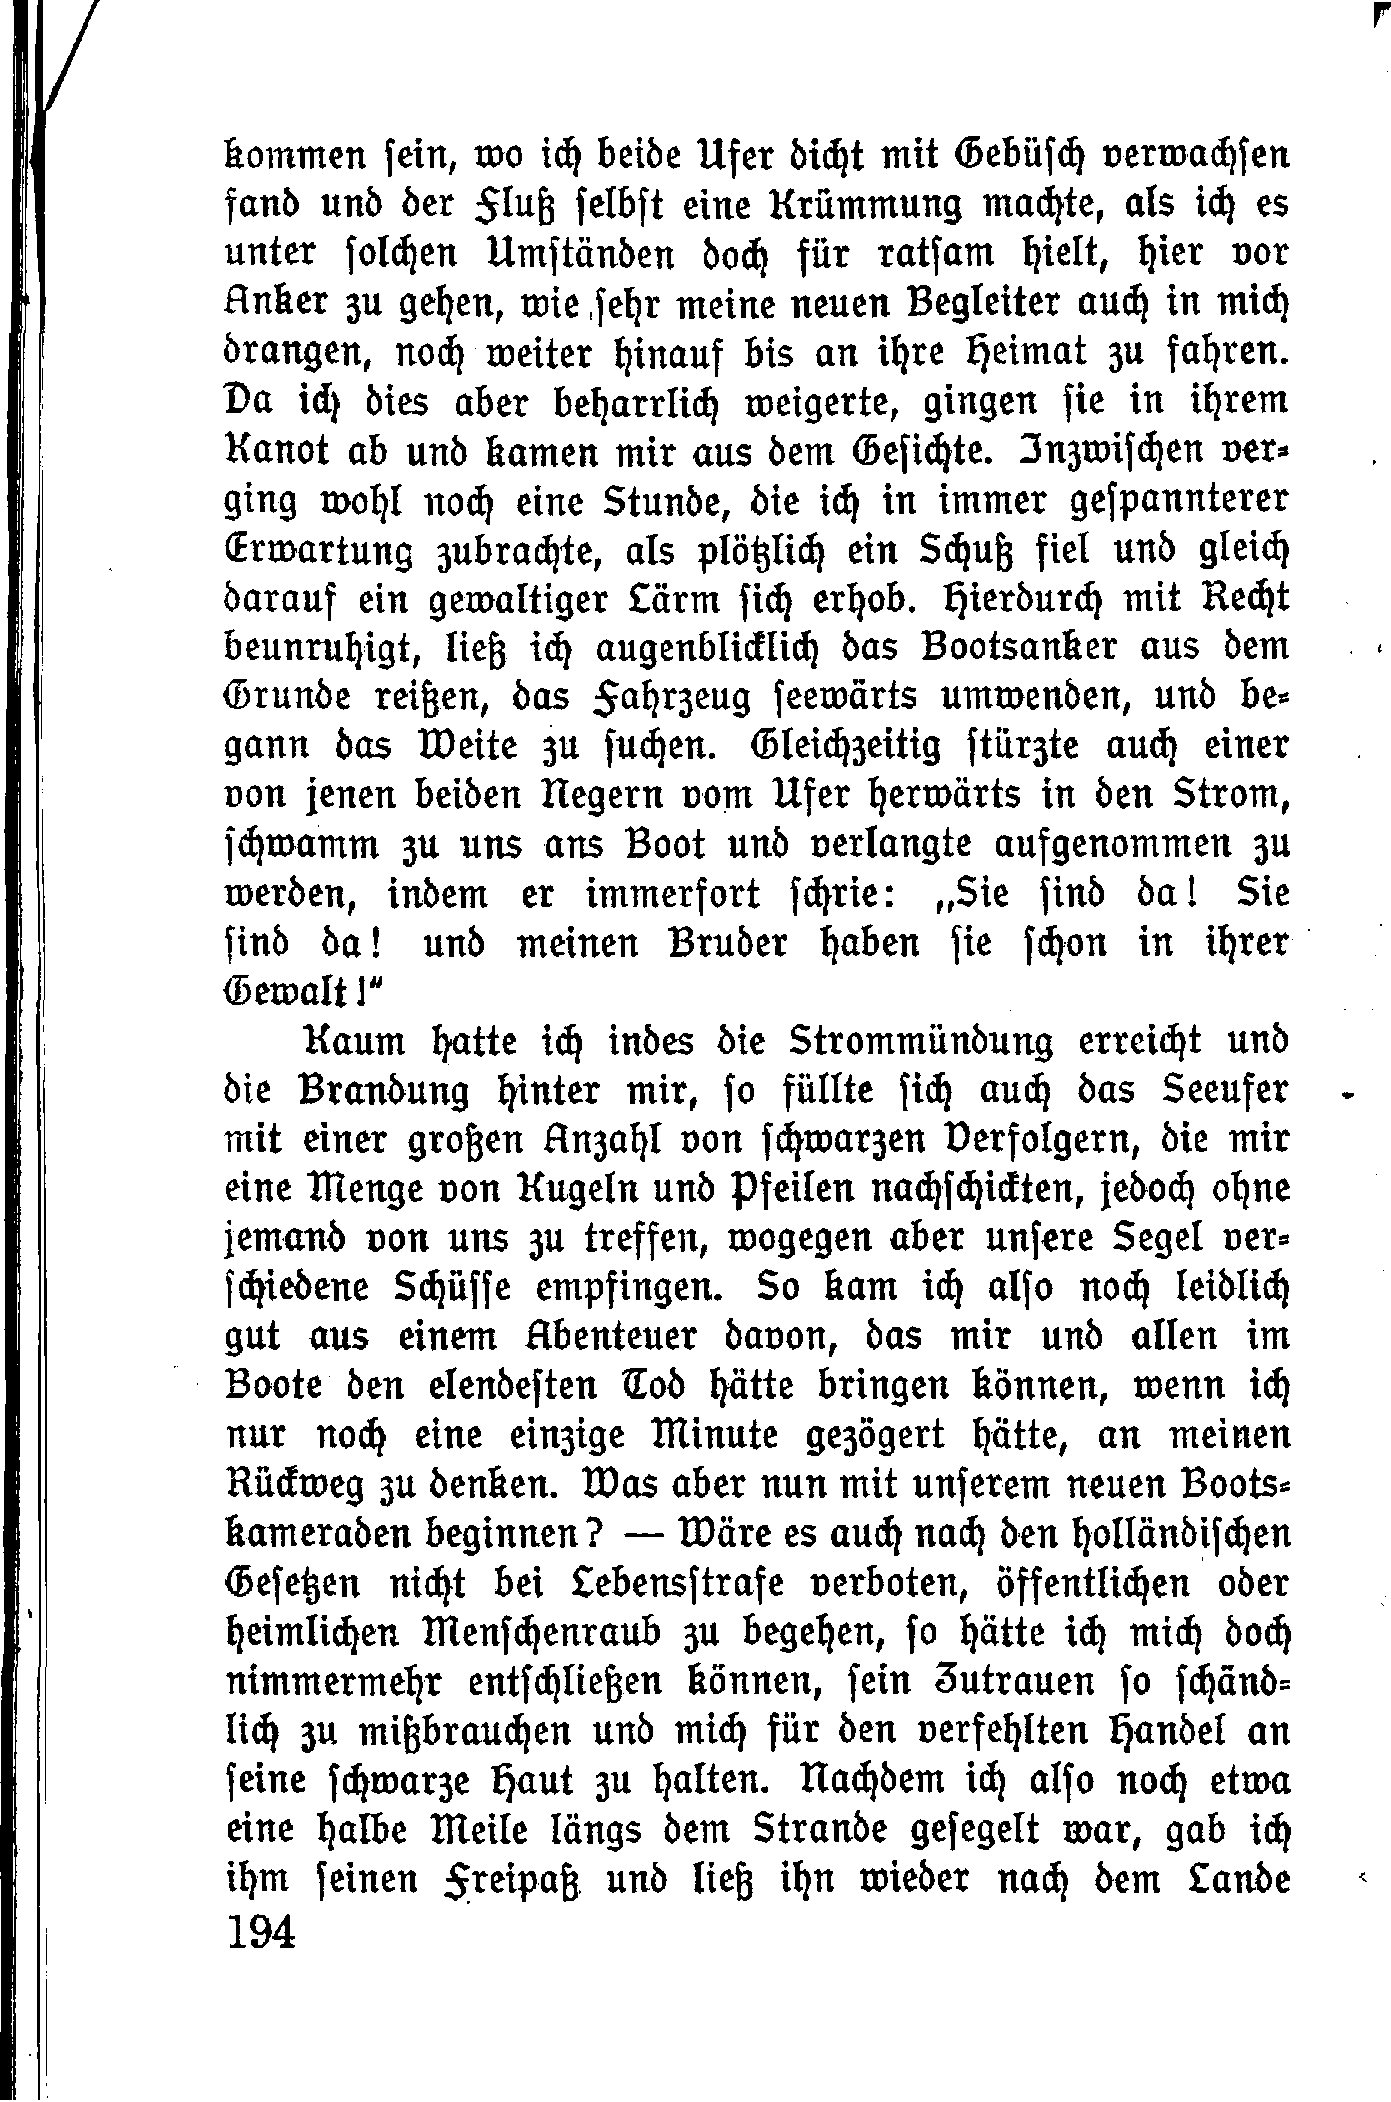 kommen sein, wo ich beide Ufer dicht mit Gebüsch verwachsen
fand und der Fluß selbst eine Krümmung machte, als ich es
unter solchen Umständen doch für ratsam hielt, hier vor
Anker zu gehen, wie sehr meine neuen Begleiter auch in mich
drangen, noch weiter hinauf bis an ihre Heimat zu fahren.
Da ich dies aber beharrlich weigerte, gingen sie in ihrem
Kanot ab und kamen mir aus dem Gesichte. Inzwischen ver-
ging wohl noch eine Stunde, die ich in immer gespannterer
Erwartung zubrachte, als plötzlich ein Schuß fiel und gleich
darauf ein gewaltiger Lärm sich erhob. Hierdurch mit Recht
beunruhigt, ließ ich augenblicklich das Bootsanker aus dem
Grunde reißen, das Fahrzeug seewärts umwenden, und be-
gann das Weite zu suchen. Gleichzeitig stürzte auch einer
von jenen beiden Negern vom Ufer herwärts in den Strom,
schwamm zu uns ans Boot und verlangte aufgenommen zu
werden, indem er immerfort schrie: „Sie sind da! Sie
sind da! und meinen Bruder haben sie schon in ihrer
Gewalt!“
Kaum hatte ich indes die Strommündung erreicht und
die Brandung hinter mir, so füllte sich auch das Seeufer
mit einer großen Anzahl von schwarzen Verfolgern, die mir
eine Menge von Kugeln und Pfeilen nachschickten, jedoch ohne
jemand von uns zu treffen, wogegen aber unsere Segel ver-
schiedene Schüsse empfingen. So kam ich also noch leidlich
gut aus einem Abenteuer davon, das mir und allen im
Boote den elendesten Tod hätte bringen können, wenn ich
nur noch eine einzige Minute gezögert hätte, an meinen
Rückweg zu denken. Was aber nun mit unserem neuen Boots-
kameraden beginnen? — Wäre es auch nach den holländischen
Gesetzen nicht bei Lebensstrafe verboten, öffentlichen oder
heimlichen Menschenraub zu begehen, so hätte ich mich doch
nimmermehr entschließen können, sein Zutrauen so schänd-
lich zu mißbrauchen und mich für den verfehlten Handel an
seine schwarze Haut zu halten. Nachdem ich also noch etwa
eine halbe Meile längs dem Strande gesegelt war, gab ich
ihm seinen Freipaß und ließ ihn wieder nach dem Lande
194